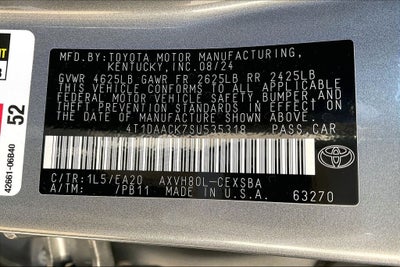 MFD.BY:TOYOTA MOTOR MANUFACTURING,
KENTUCKY,INC.08/24
GVWR 4625LB GAWR FR 2625LB RR 2425LB
THIS VEHICLE CONFORMS TO ALL APPLICABLE
FEDERAL MOTOR VEHICLE SAFETY,BUMPER,AND
THEFT PREVENTION STANDARDS IN EFFECT ON
THE DATE OF MANUFACTURE SHOWN ABOVE.
4T1DAACK7SU535318 PASS.CAR
TOYOTA
C/TR:1L5/EA20 AXVH80L-CEXSBA
A/TM: 7PB11 MADE IN U.S.A. 63270
52
42661-06B40